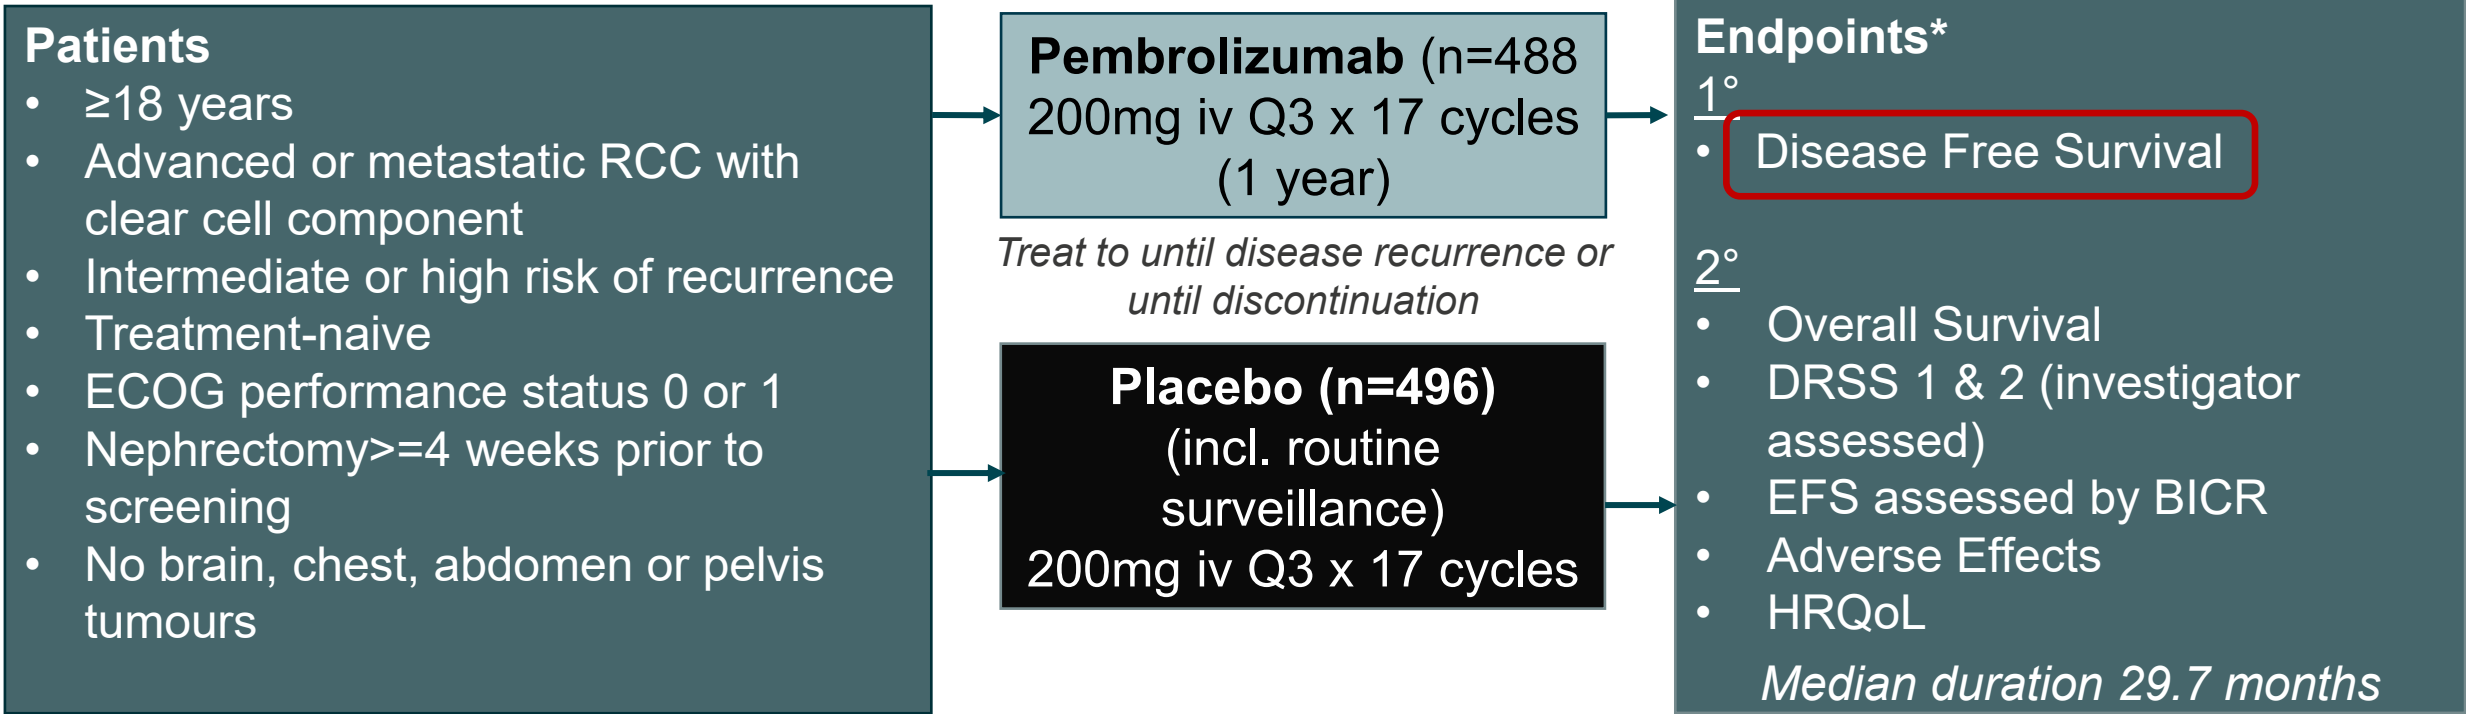 Patients
• ≥18 years
• Advanced or metastatic RCC with
clear cell component
• Intermediate or high risk of recurrence
• Treatment-naive
• ECOG performance status 0 or 1
• Nephrectomy>=4 weeks prior to
screening
• No brain, chest, abdomen or pelvis
tumours
Pembrolizumab (n=488
200mg iv Q3 x 17 cycles
(1 year)
Treat to until disease recurrence or
until discontinuation
Placebo (n=496)
(incl. routine
surveillance)
200mg iv Q3 x 17 cycles
Endpoints*
1°
• Disease Free Survival
2°
• Overall Survival
• DRSS 1 & 2 (investigator
assessed)
• EFS assessed by BICR
• Adverse Effects
• HRQoL
Median duration 29.7 months